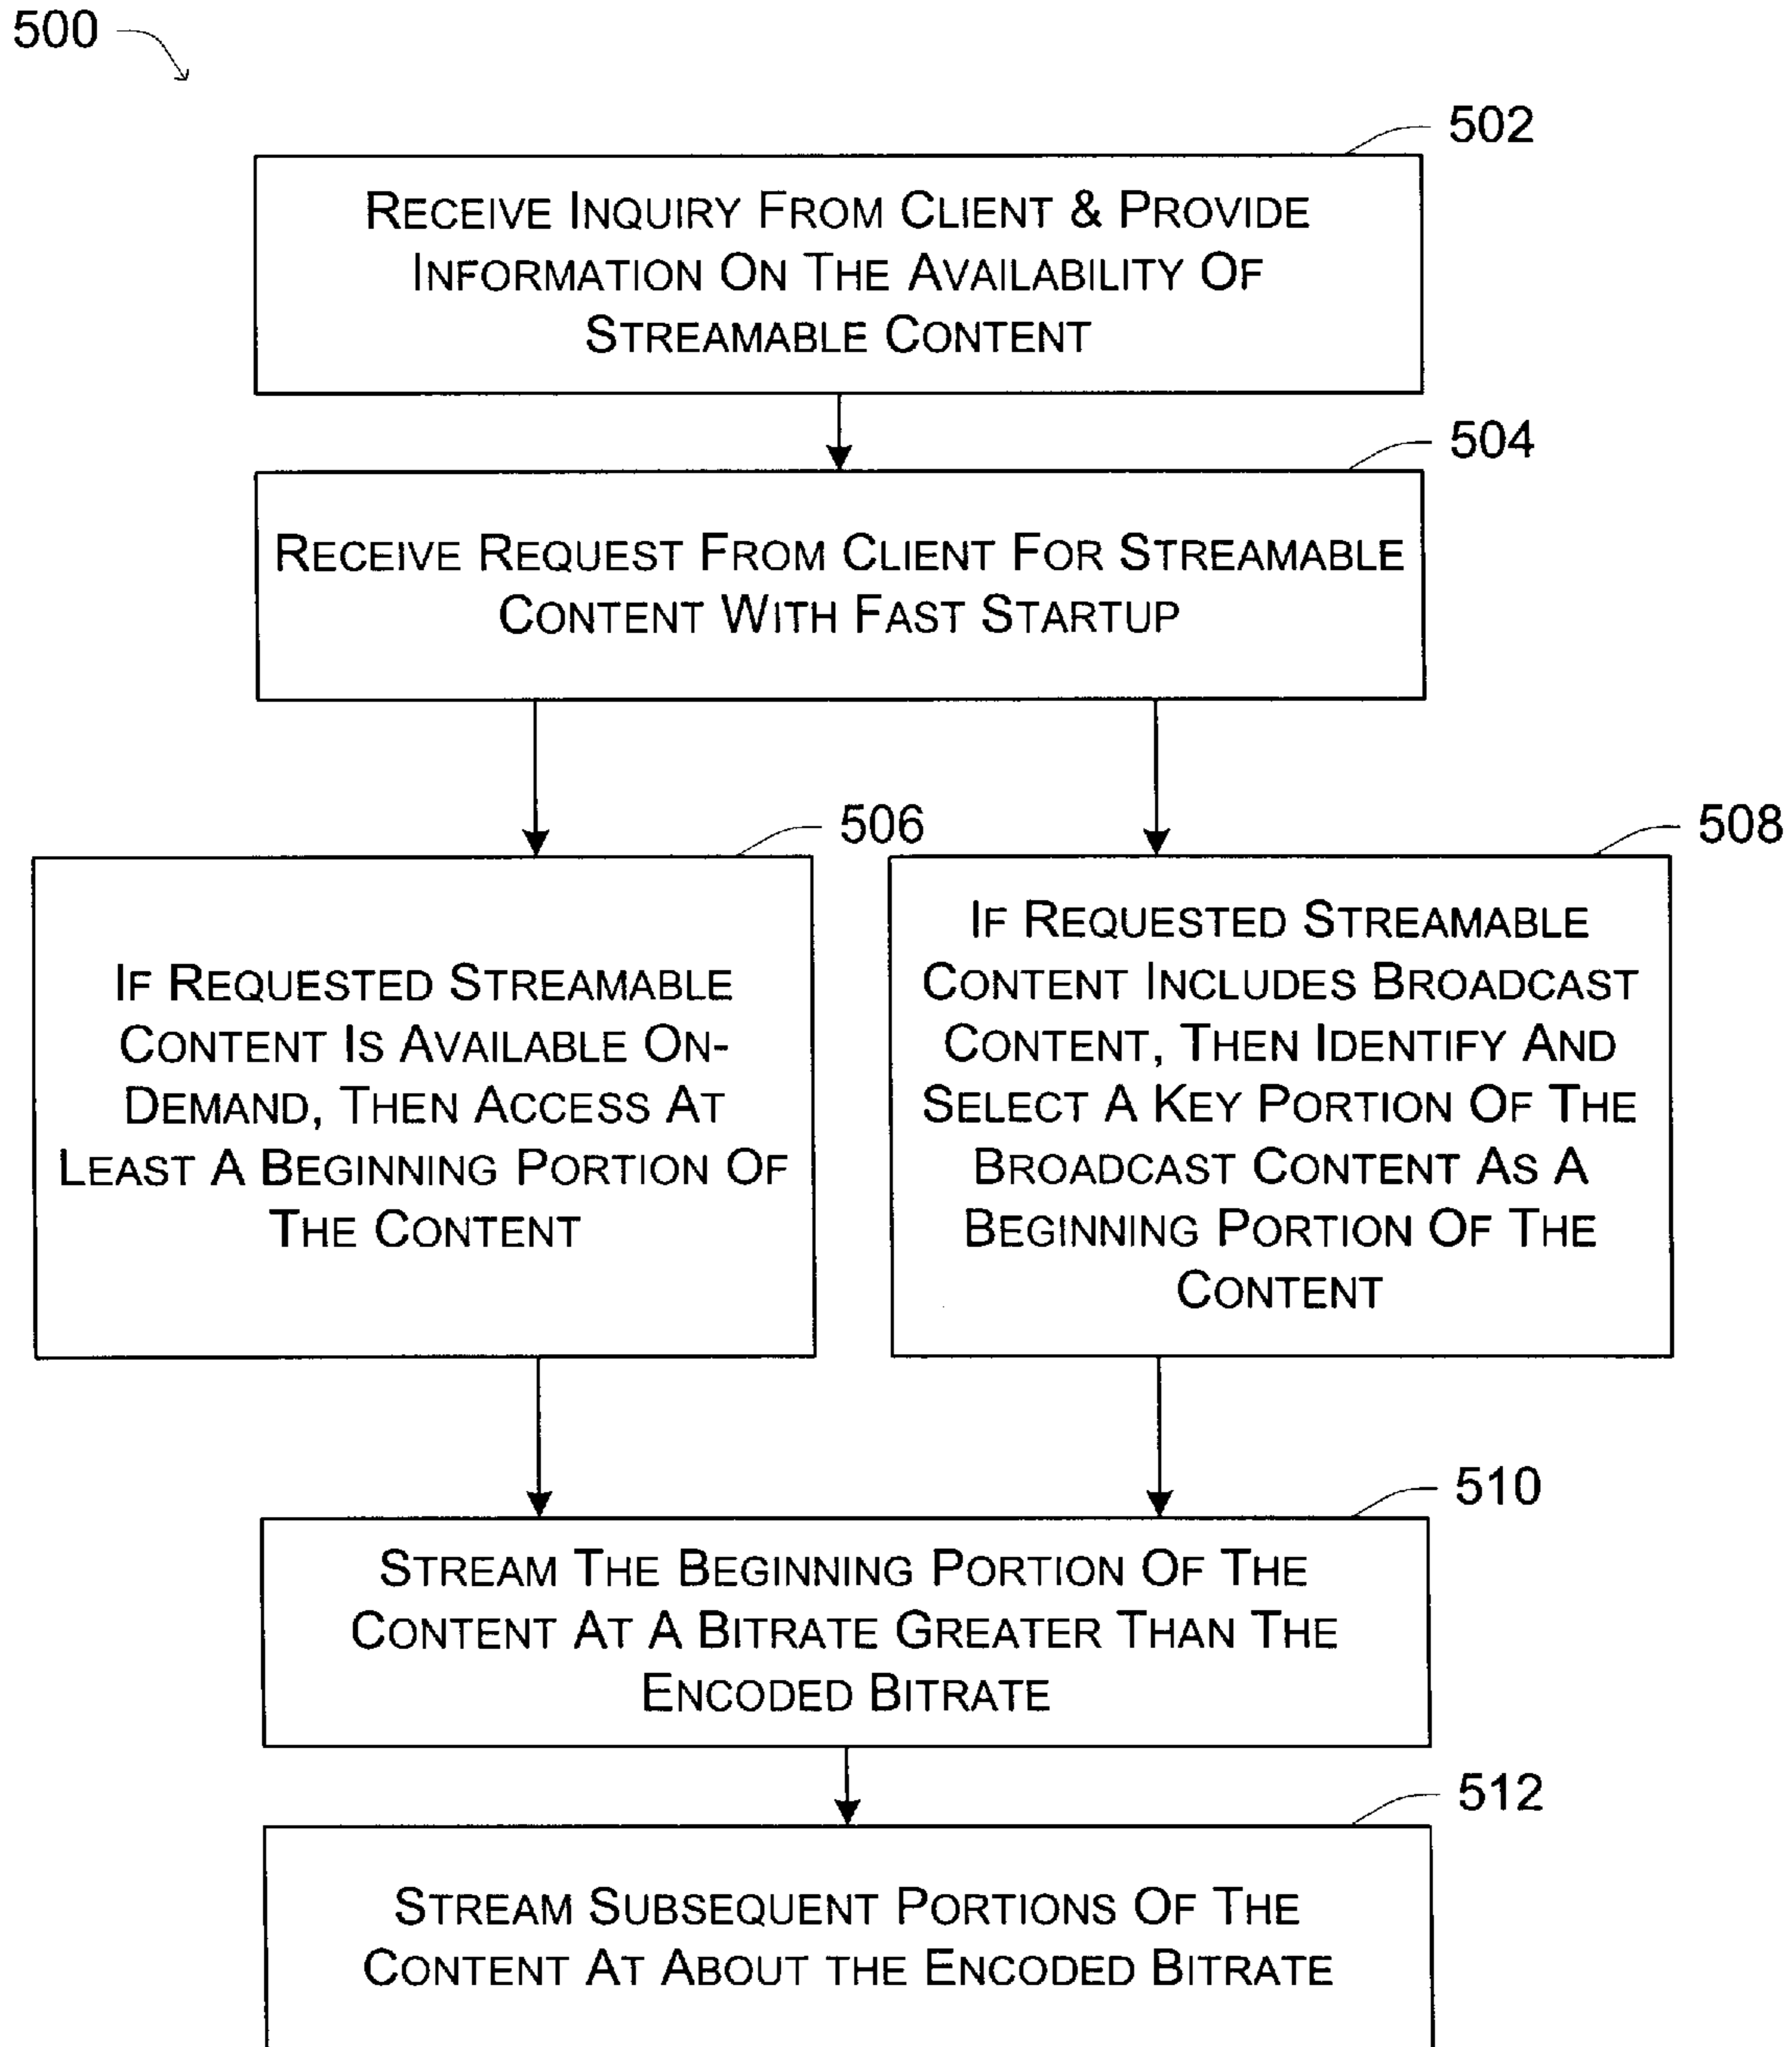 500
502
RECEIVE INQUIRY FROM CLIENT & PROVIDE
INFORMATION ON THE AVAILABILITY OF
STREAMABLE CONTENT
504
RECEIVE REQUEST FROM CLIENT FOR STREAMABLE
CONTENT WITH FAST STARTUP
506
IF REQUESTED STREAMABLE
CONTENT IS AVAILABLE ON-
DEMAND, THEN ACCESS AT
LEAST A BEGINNING PORTION OF
THE CONTENT
508
IF REQUESTED STREAMABLE
CONTENT INCLUDES BROADCAST
CONTENT, THEN IDENTIFY AND
SELECT A KEY PORTION OF THE
BROADCAST CONTENT AS A
BEGINNING PORTION OF THE
CONTENT
510
STREAM THE BEGINNING PORTION OF THE
CONTENT AT A BITRATE GREATER THAN THE
ENCODED BITRATE
512
STREAM SUBSEQUENT PORTIONS OF THE
CONTENT AT ABOUT THE ENCODED BITRATE